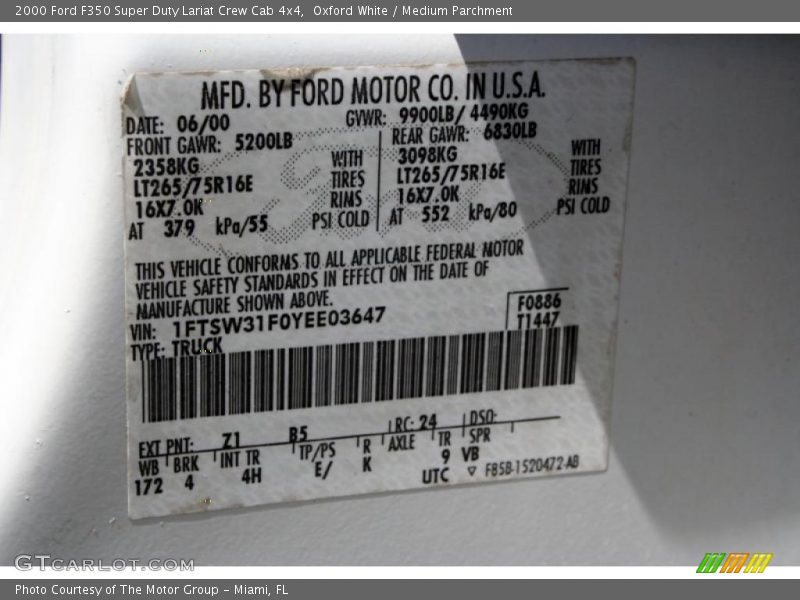 2000 Ford F350 Super Duty Lariat Crew Cab 4x4, Oxford White / Medium Parchment
MFD. BY FORD MOTOR CO. IN U.S.A.
DATE: 06/00 GVWR: 9900LB/ 4490KG
FRONT GAWR: 5200LB REAR GAWR: 6830LB
2358KG WITH 3098KG WITH
LT265/75R16E TIRES LT265/75R16E TIRES
16X7.0K RIMS 16X7.0K RIMS
AT 379 kPa/55 PSI COLD AT 552 kPa/80 PSI COLD
THIS VEHICLE CONFORMS TO ALL APPLICABLE FEDERAL MOTOR
VEHICLE SAFETY STANDARDS IN EFFECT ON THE DATE OF
MANUFACTURE SHOWN ABOVE.
VIN: 1FTSW31F0YEE03647 F0886
TYPE: TRUCK T1447
EXT PNT: Z1 B5 RC: 24 DSO:
WB BRK INT TR TP/PS R AXLE TR SPR
172 4 4H E/ K 9 VB
UTC F85B-1520472-AB
GTCARLOT.COM
Photo Courtesy of The Motor Group - Miami, FL